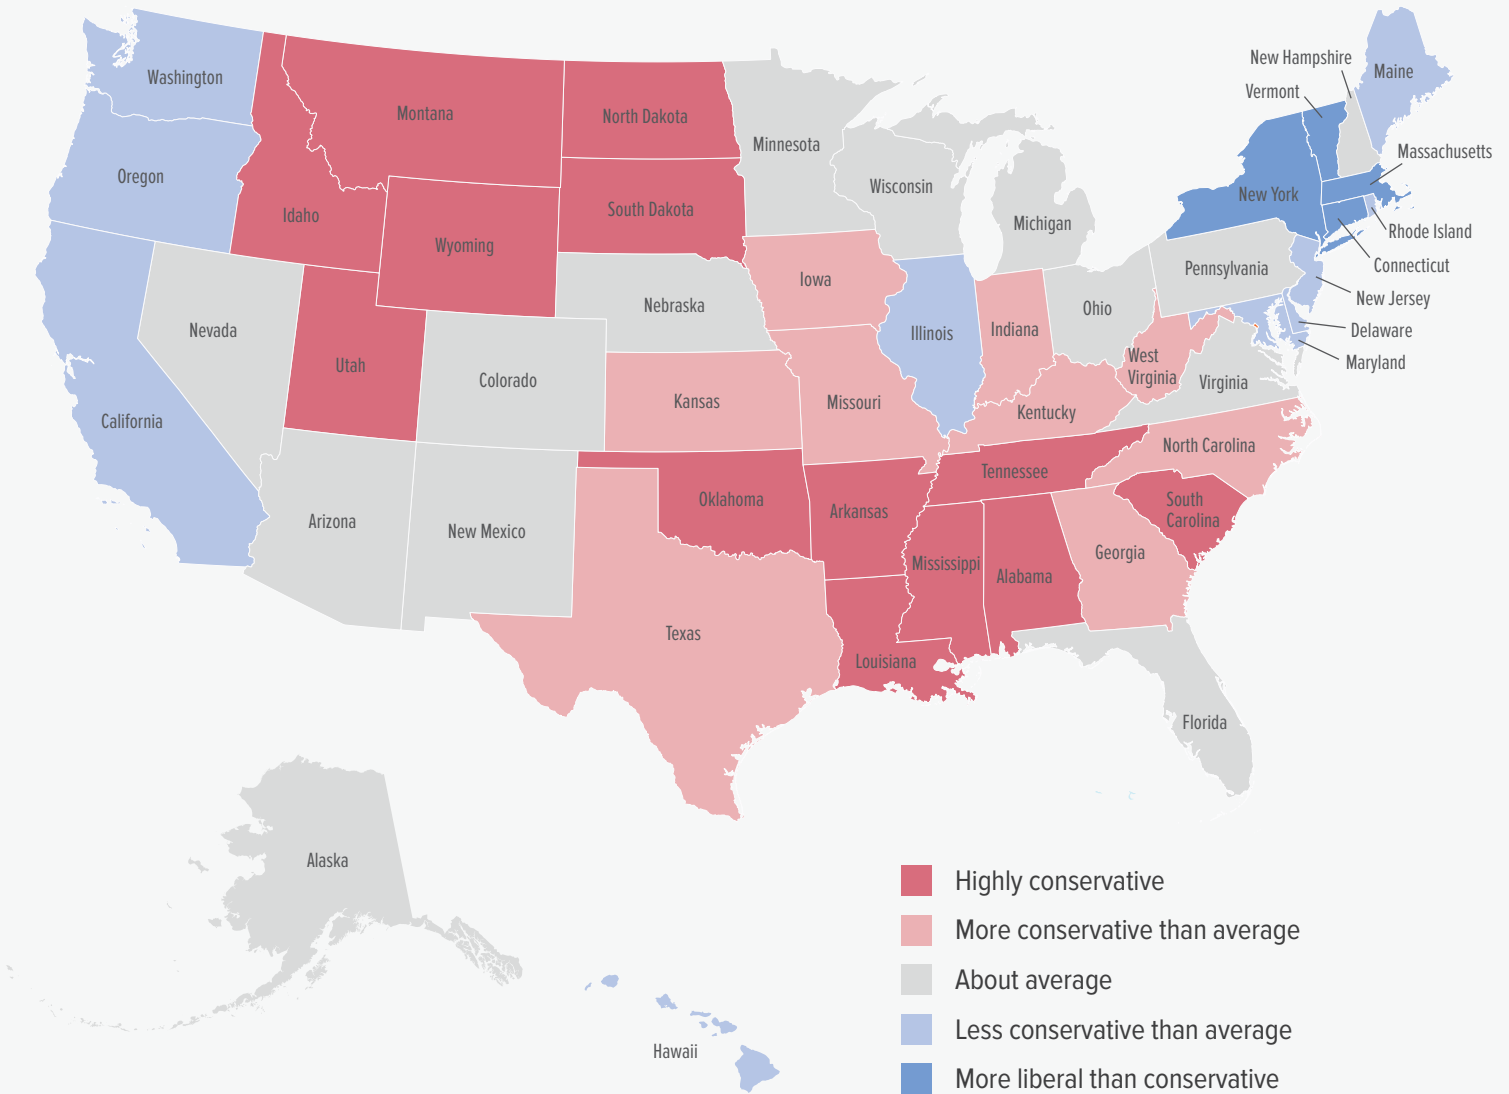 New Hampshire
Maine
Washington
Vermont
Montana
North Dakota
Minnesota
Massachusetts
Oregon
Wisconsin
New York
Idaho
South Dakota
Michigan
Rhode Island
Wyoming
Connecticut
Pennsylvania
Iowa
New Jersey
Nebraska
Ohio
Nevada
Illinois
Indiana
Delaware
Utah
West
Virginia
Maryland
Colorado
Virginia
Kansas
Missouri
Kentucky
California
North Carolina
Tennessee
Oklahoma
South
Carolina
Arkansas
Arizona
New Mexico
Georgia
Mississippi
Alabama
Texas
Louisiana
Florida
Alaska
Hawaii
Highly conservative
More conservative than average
About average
Less conservative than average
More liberal than conservative